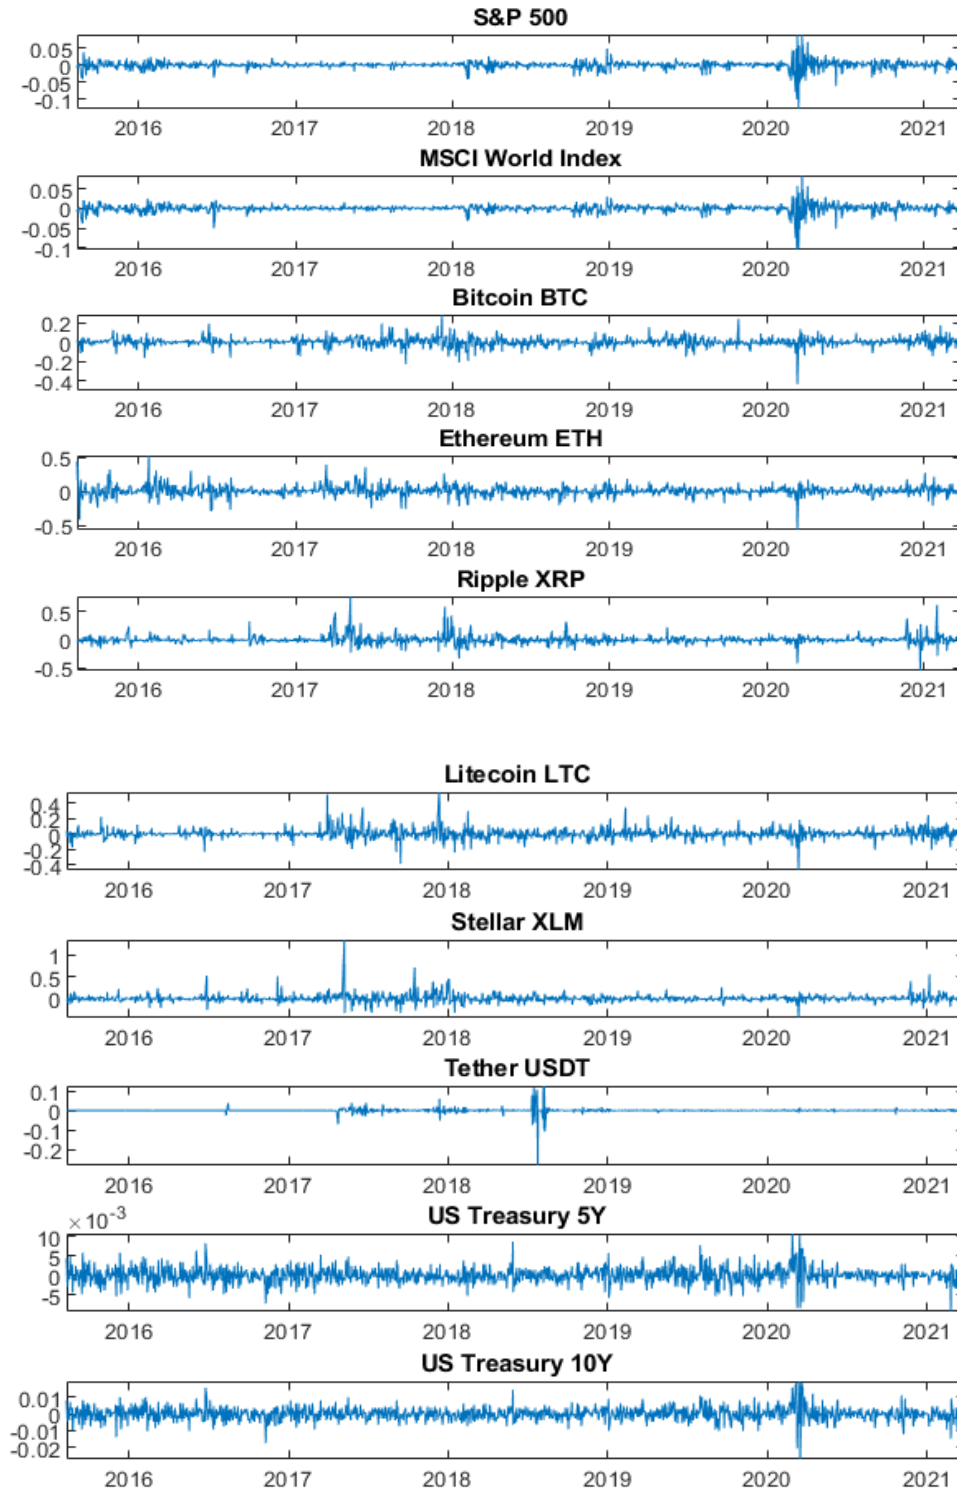 S&P 500
0.05
0
-0.05
-0.1
2016 2017 2018 2019 2020 2021
MSCI World Index
0.05
0
-0.05
-0.1
2016 2017 2018 2019 2020 2021
Bitcoin BTC
0.2
0
-0.2
-0.4
2016 2017 2018 2019 2020 2021
Ethereum ETH
0.5
0
-0.5
2016 2017 2018 2019 2020 2021
Ripple XRP
0.5
0
-0.5
2016 2017 2018 2019 2020 2021
Litecoin LTC
0.4
0.2
0
-0.2
-0.4
2016 2017 2018 2019 2020 2021
Stellar XLM
1
0.5
0
2016 2017 2018 2019 2020 2021
Tether USDT
0.1
0
-0.1
-0.2
2016 2017 2018 2019 2020 2021
US Treasury 5Y
×10⁻³
10
5
0
-5
2016 2017 2018 2019 2020 2021
US Treasury 10Y
0.01
0
-0.01
-0.02
2016 2017 2018 2019 2020 2021